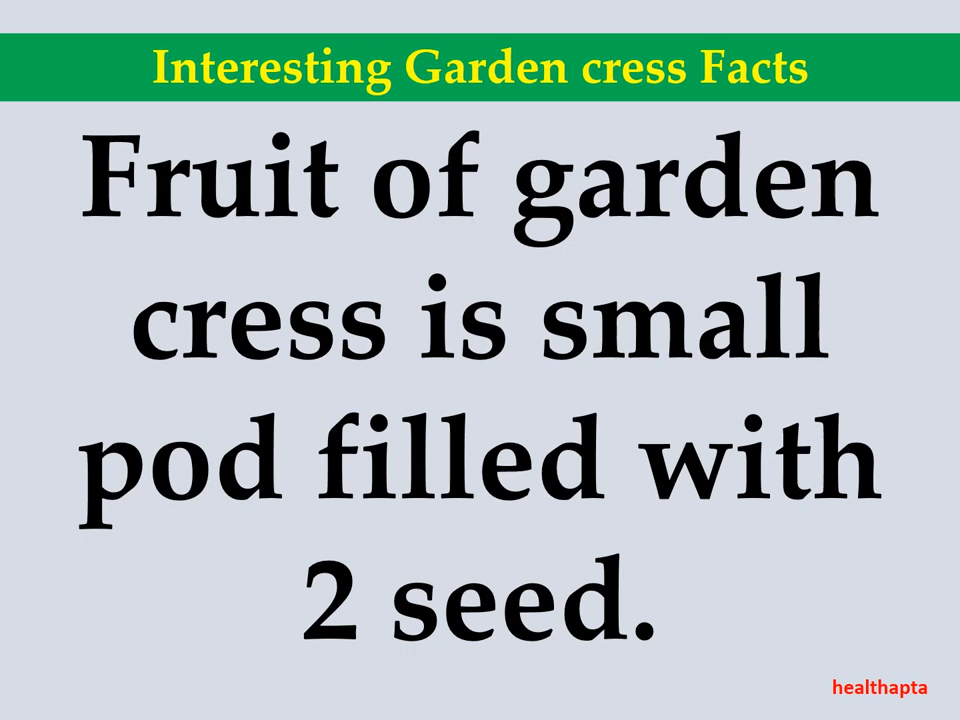 Interesting Garden cress Facts
Fruit of garden
cress is small
pod filled with
2 seed.
healthapta